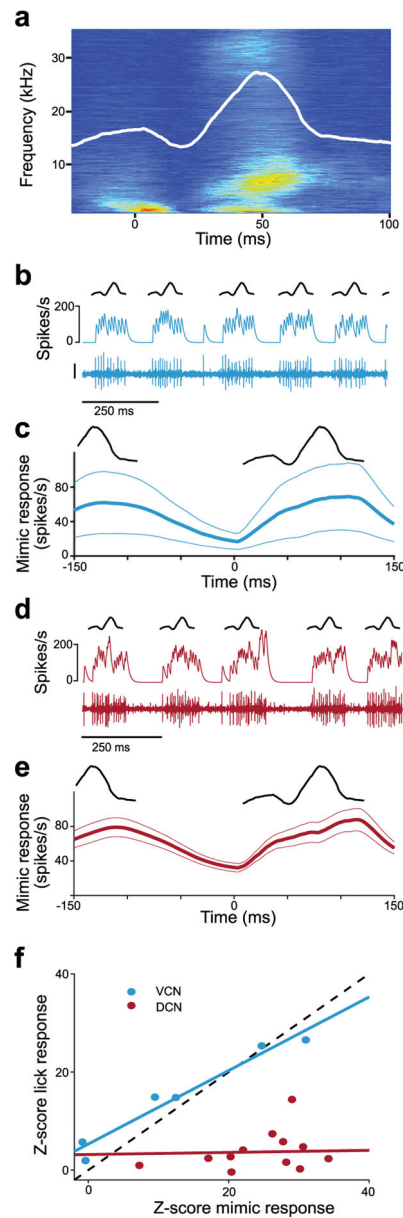 a
Frequency (kHz)
30
20
10
0
50
100
Time (ms)
b
Spikes/s
200
0
250 ms
c
Mimic response
(spikes/s)
80
40
0
-150
0
150
Time (ms)
d
Spikes/s
200
0
250 ms
e
Mimic response
(spikes/s)
80
40
-150
0
150
Time (ms)
f
Z-score lick response
40
20
0
VCN
DCN
0
20
40
Z-score mimic response